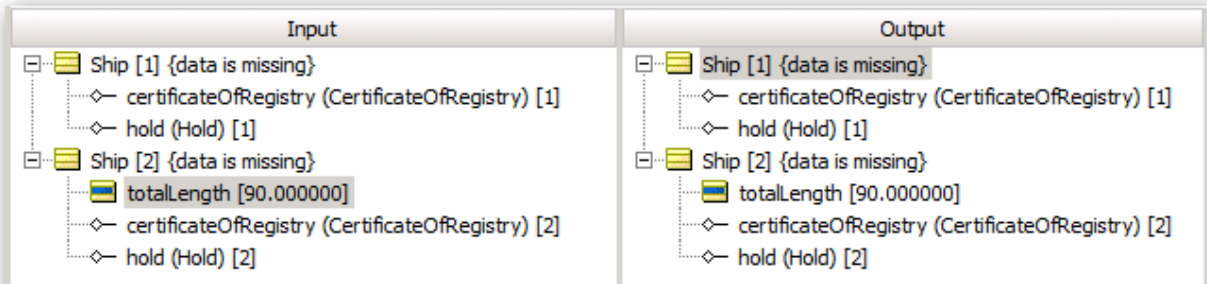 Input
Ship [1] {data is missing}
certificateOfRegistry (CertificateOfRegistry) [1]
hold (Hold) [1]
Ship [2] {data is missing}
totalLength [90.000000]
certificateOfRegistry (CertificateOfRegistry) [2]
hold (Hold) [2]
Output
Ship [1] {data is missing}
certificateOfRegistry (CertificateOfRegistry) [1]
hold (Hold) [1]
Ship [2] {data is missing}
totalLength [90.000000]
certificateOfRegistry (CertificateOfRegistry) [2]
hold (Hold) [2]